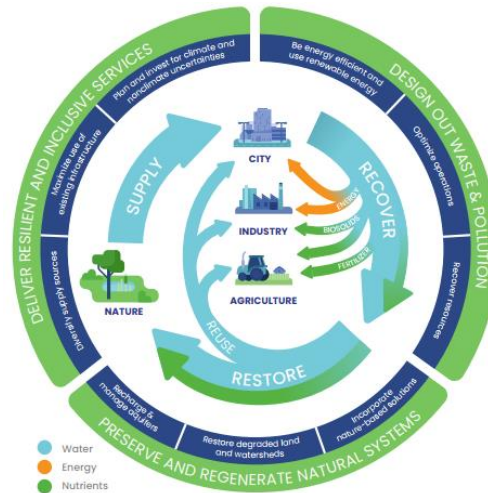 DELIVER RESILIENT AND INCLUSIVE SERVICES
Plan and invest for climate and
nonclimate uncertainties
Maximize use of
existing infrastructure
Diversify supply sources
DESIGN OUT WASTE & POLLUTION
Be energy efficient and
use renewable energy
Optimize operations
Recover resources
PRESERVE AND REGENERATE NATURAL SYSTEMS
Incorporate
nature-based solutions
Restore degraded land
and watersheds
Recharge &
manage aquifers
SUPPLY
CITY
RECOVER
ENERGY
INDUSTRY
BIOSOLIDS
FERTILIZER
AGRICULTURE
NATURE
REUSE
RESTORE
Water
Energy
Nutrients